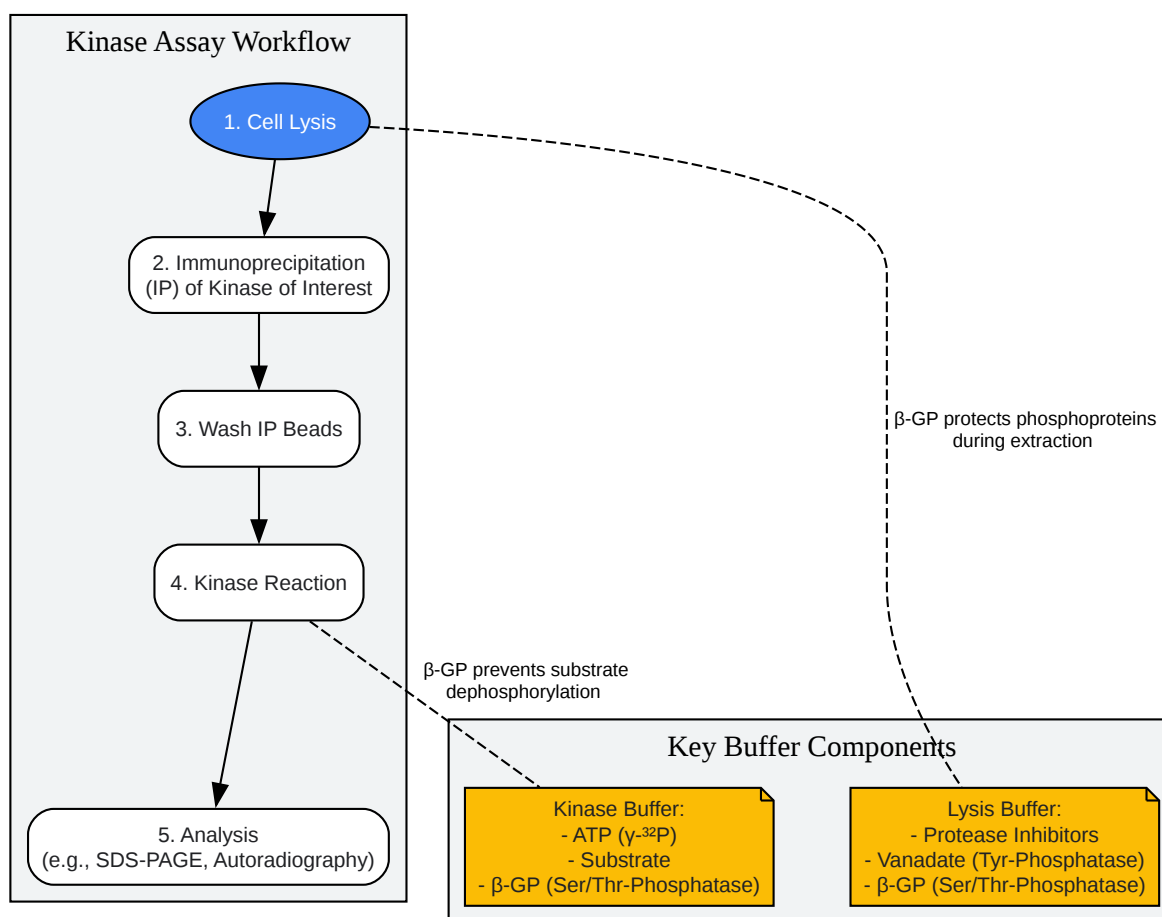 Kinase Assay Workflow
1. Cell Lysis
2. Immunoprecipitation
(IP) of Kinase of Interest
3. Wash IP Beads
β-GP protects phosphoproteins
during extraction
4. Kinase Reaction
β-GP prevents substrate
dephosphorylation
Key Buffer Components
5. Analysis
(e.g., SDS-PAGE, Autoradiography)
Kinase Buffer:
- ATP (γ-³²P)
- Substrate
- β-GP (Ser/Thr-Phosphatase)
Lysis Buffer:
- Protease Inhibitors
- Vanadate (Tyr-Phosphatase)
- β-GP (Ser/Thr-Phosphatase)